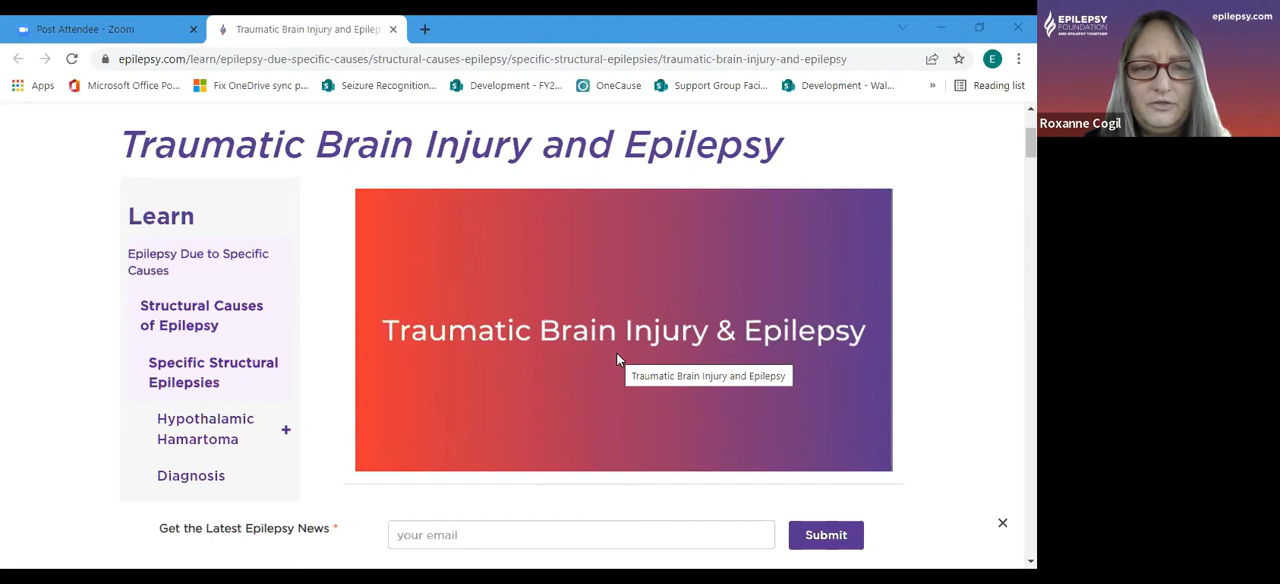 Post Attendee - Zoom
Traumatic Brain Injury and Epilep
epilepsy.com/learn/epilepsy-due-specific-causes/structural-causes-epilepsy/specific-structural-epilepsies/traumatic-brain-injury-and-epilepsy
E
Apps
Microsoft Office Po...
Fix OneDrive sync p...
Seizure Recognition...
Development - FY2...
OneCause
Support Group Faci...
Development - Wal...
»
Reading list
EPILEPSY
FOUNDATION
END EPILEPSY TOGETHER
epilepsy.com
Roxanne Cogil
Traumatic Brain Injury and Epilepsy
Learn
Epilepsy Due to Specific
Causes
Structural Causes
of Epilepsy
Specific Structural
Epilepsies
Hypothalamic
Hamartoma
+
Diagnosis
Traumatic Brain Injury & Epilepsy
Traumatic Brain Injury and Epilepsy
Get the Latest Epilepsy News *
your email
Submit